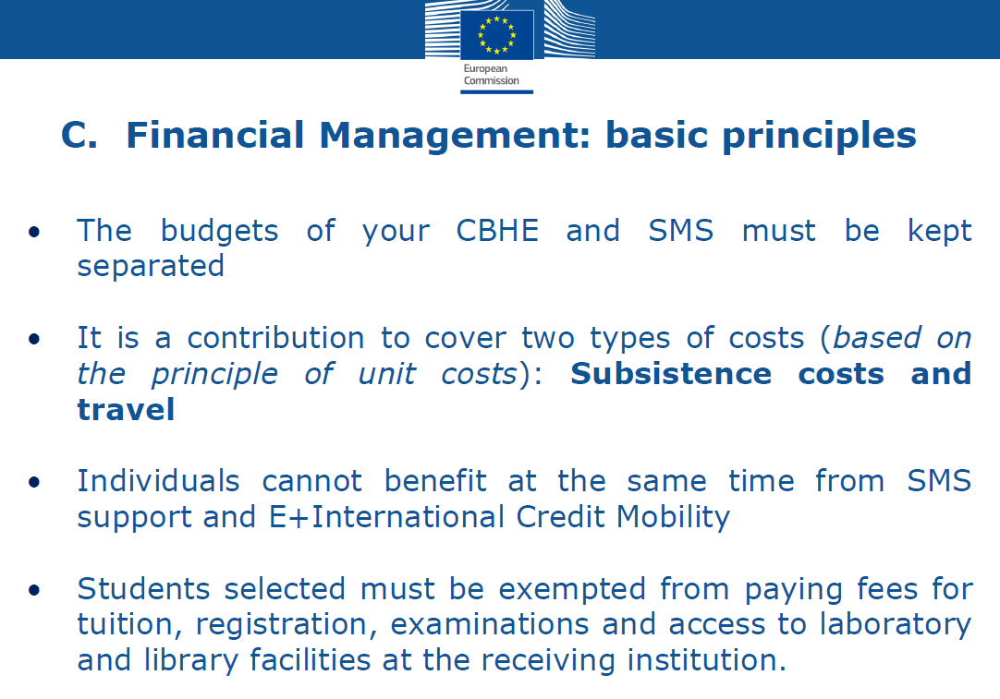 European
Commission
C. Financial Management: basic principles
• The budgets of your CBHE and SMS must be kept
separated
• It is a contribution to cover two types of costs (based on
the principle of unit costs): Subsistence costs and
travel
• Individuals cannot benefit at the same time from SMS
support and E+International Credit Mobility
• Students selected must be exempted from paying fees for
tuition, registration, examinations and access to laboratory
and library facilities at the receiving institution.